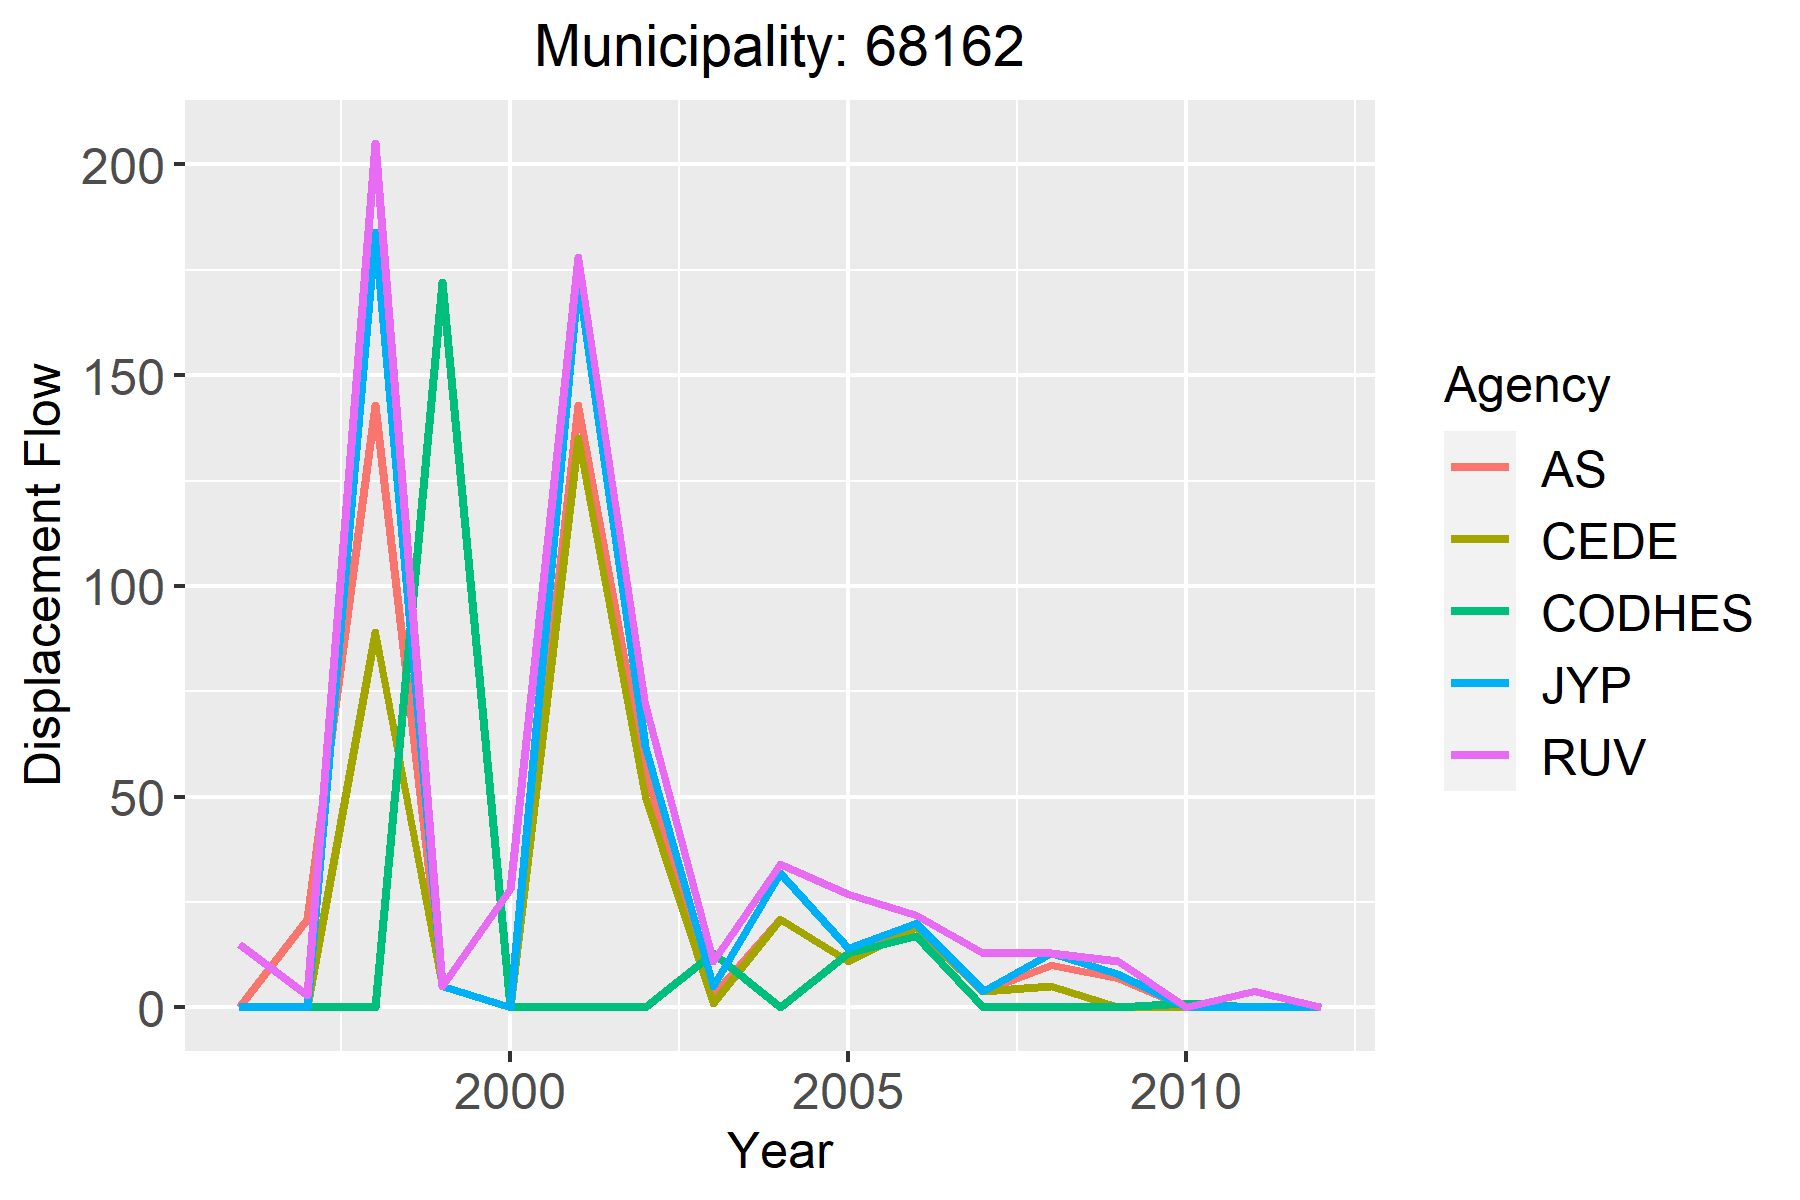 Municipality: 68162
Displacement Flow
200
150
100
50
0
2000
2005
2010
Year
Agency
AS
CEDE
CODHES
JYP
RUV